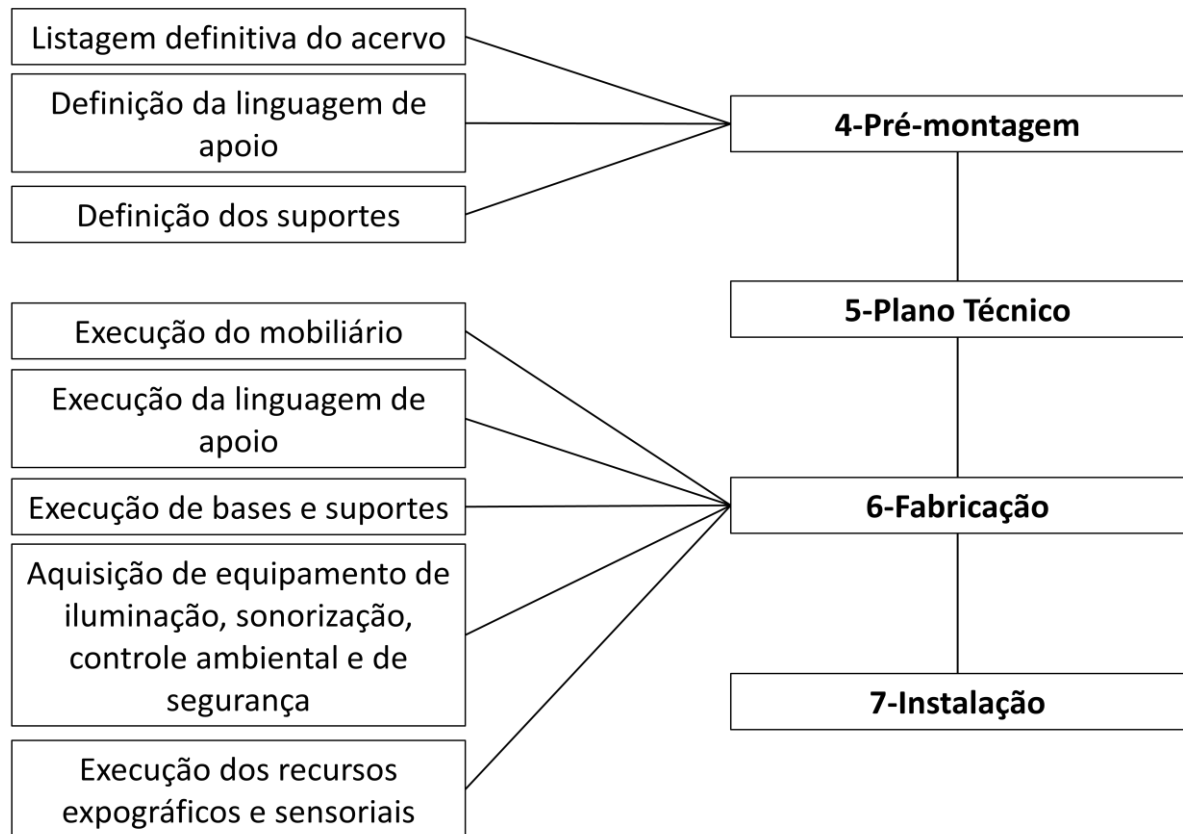 Listagem definitiva do acervo
Definição da linguagem de
apoio
Definição dos suportes
4-Pré-montagem
5-Plano Técnico
Execução do mobiliário
Execução da linguagem de
apoio
Execução de bases e suportes
Aquisição de equipamento de
iluminação, sonorização,
controle ambiental e de
segurança
Execução dos recursos
expográficos e sensoriais
6-Fabricação
7-Instalação